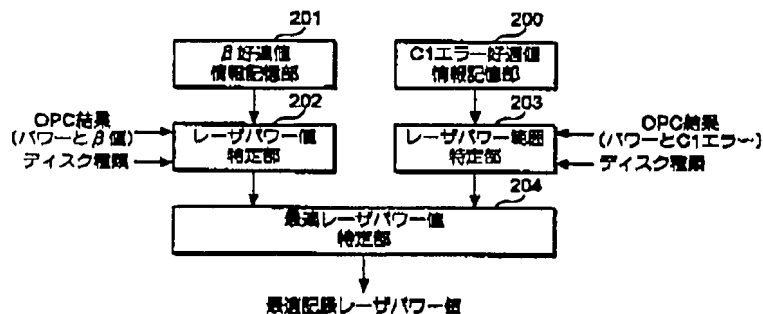 201
β好適値
情報記憶部
200
C1エラー好適値
情報記憶部
OPC結果
(パワーとβ値)
ディスク種類
202
レーザパワー値
特定部
203
レーザパワー範囲
特定部
OPC結果
(パワーとC1エラー)
ディスク種類
204
最適レーザパワー値
特定部
最適記録レーザパワー値